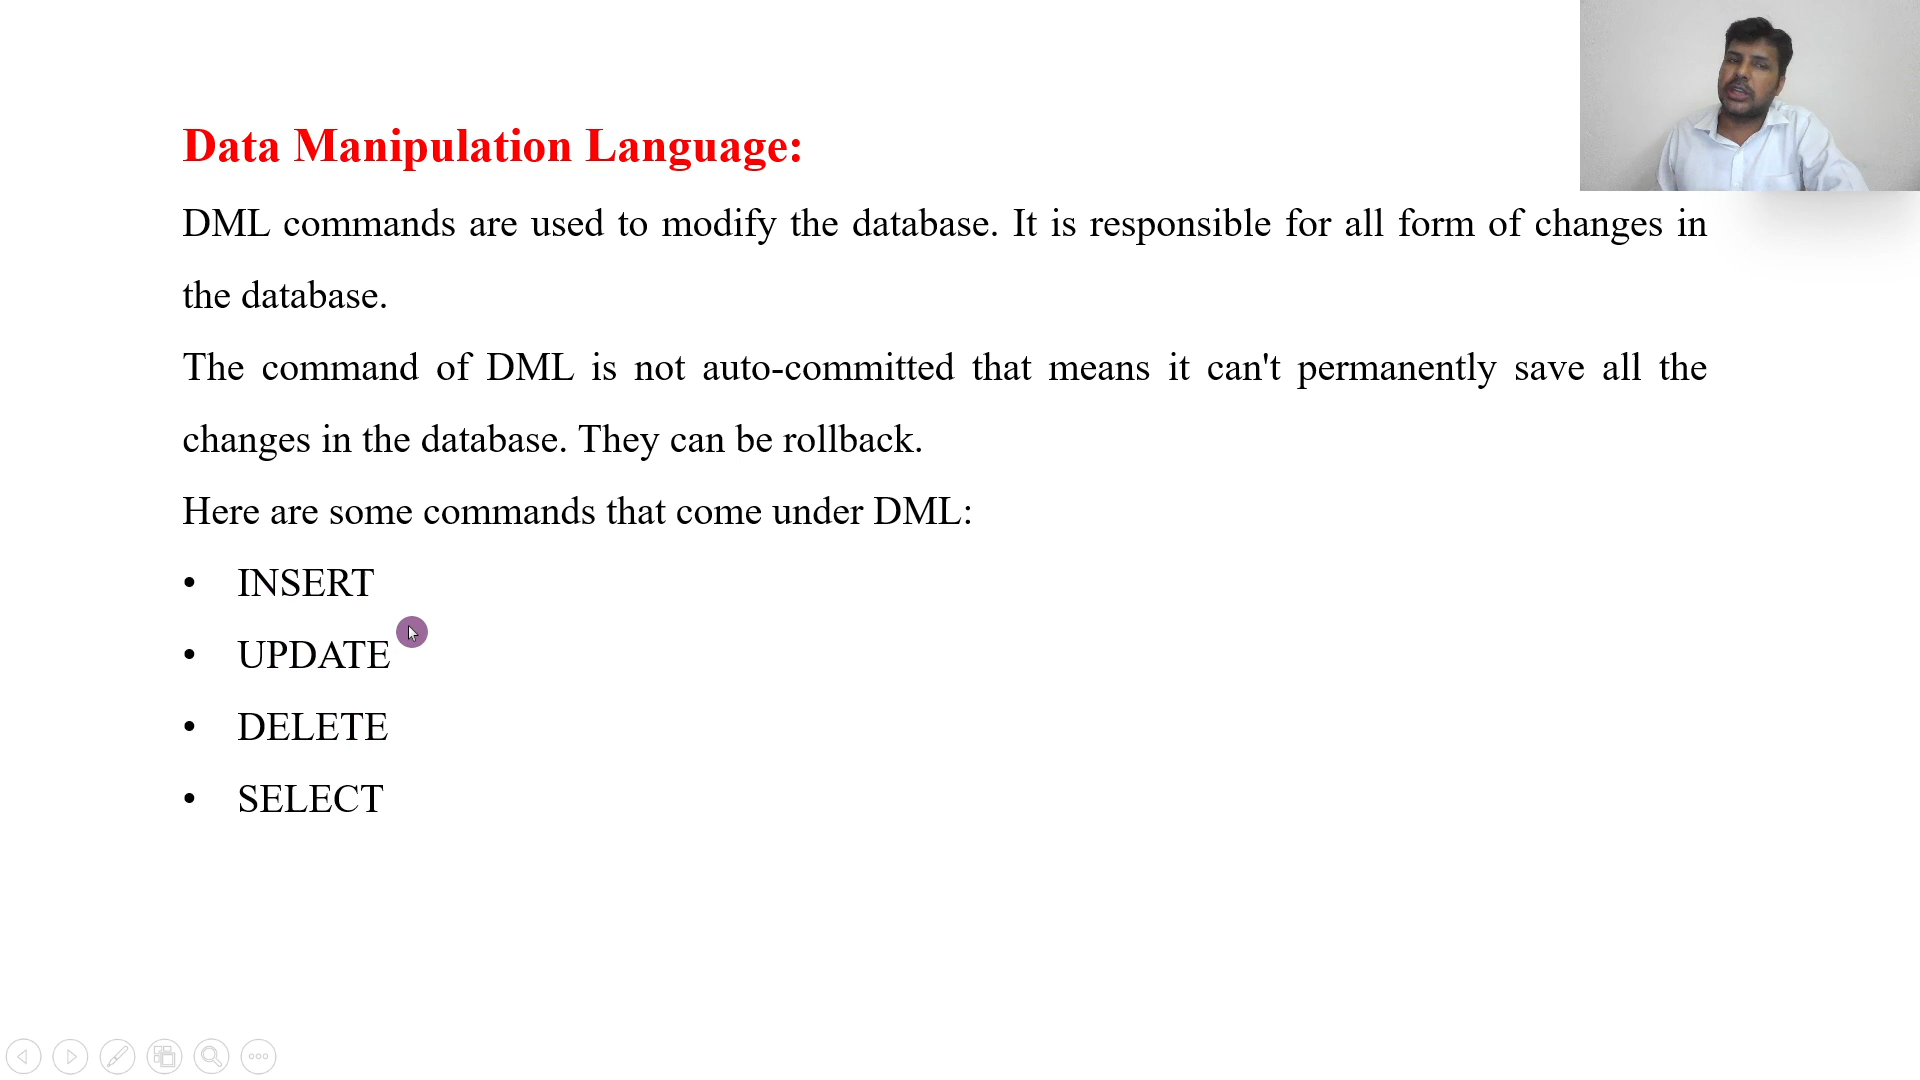 Data Manipulation Language:
DML commands are used to modify the database. It is responsible for all form of changes in
the database.
The command of DML is not auto-committed that means it can't permanently save all the
changes in the database. They can be rollback.
Here are some commands that come under DML:
• INSERT
• UPDATE
• DELETE
• SELECT